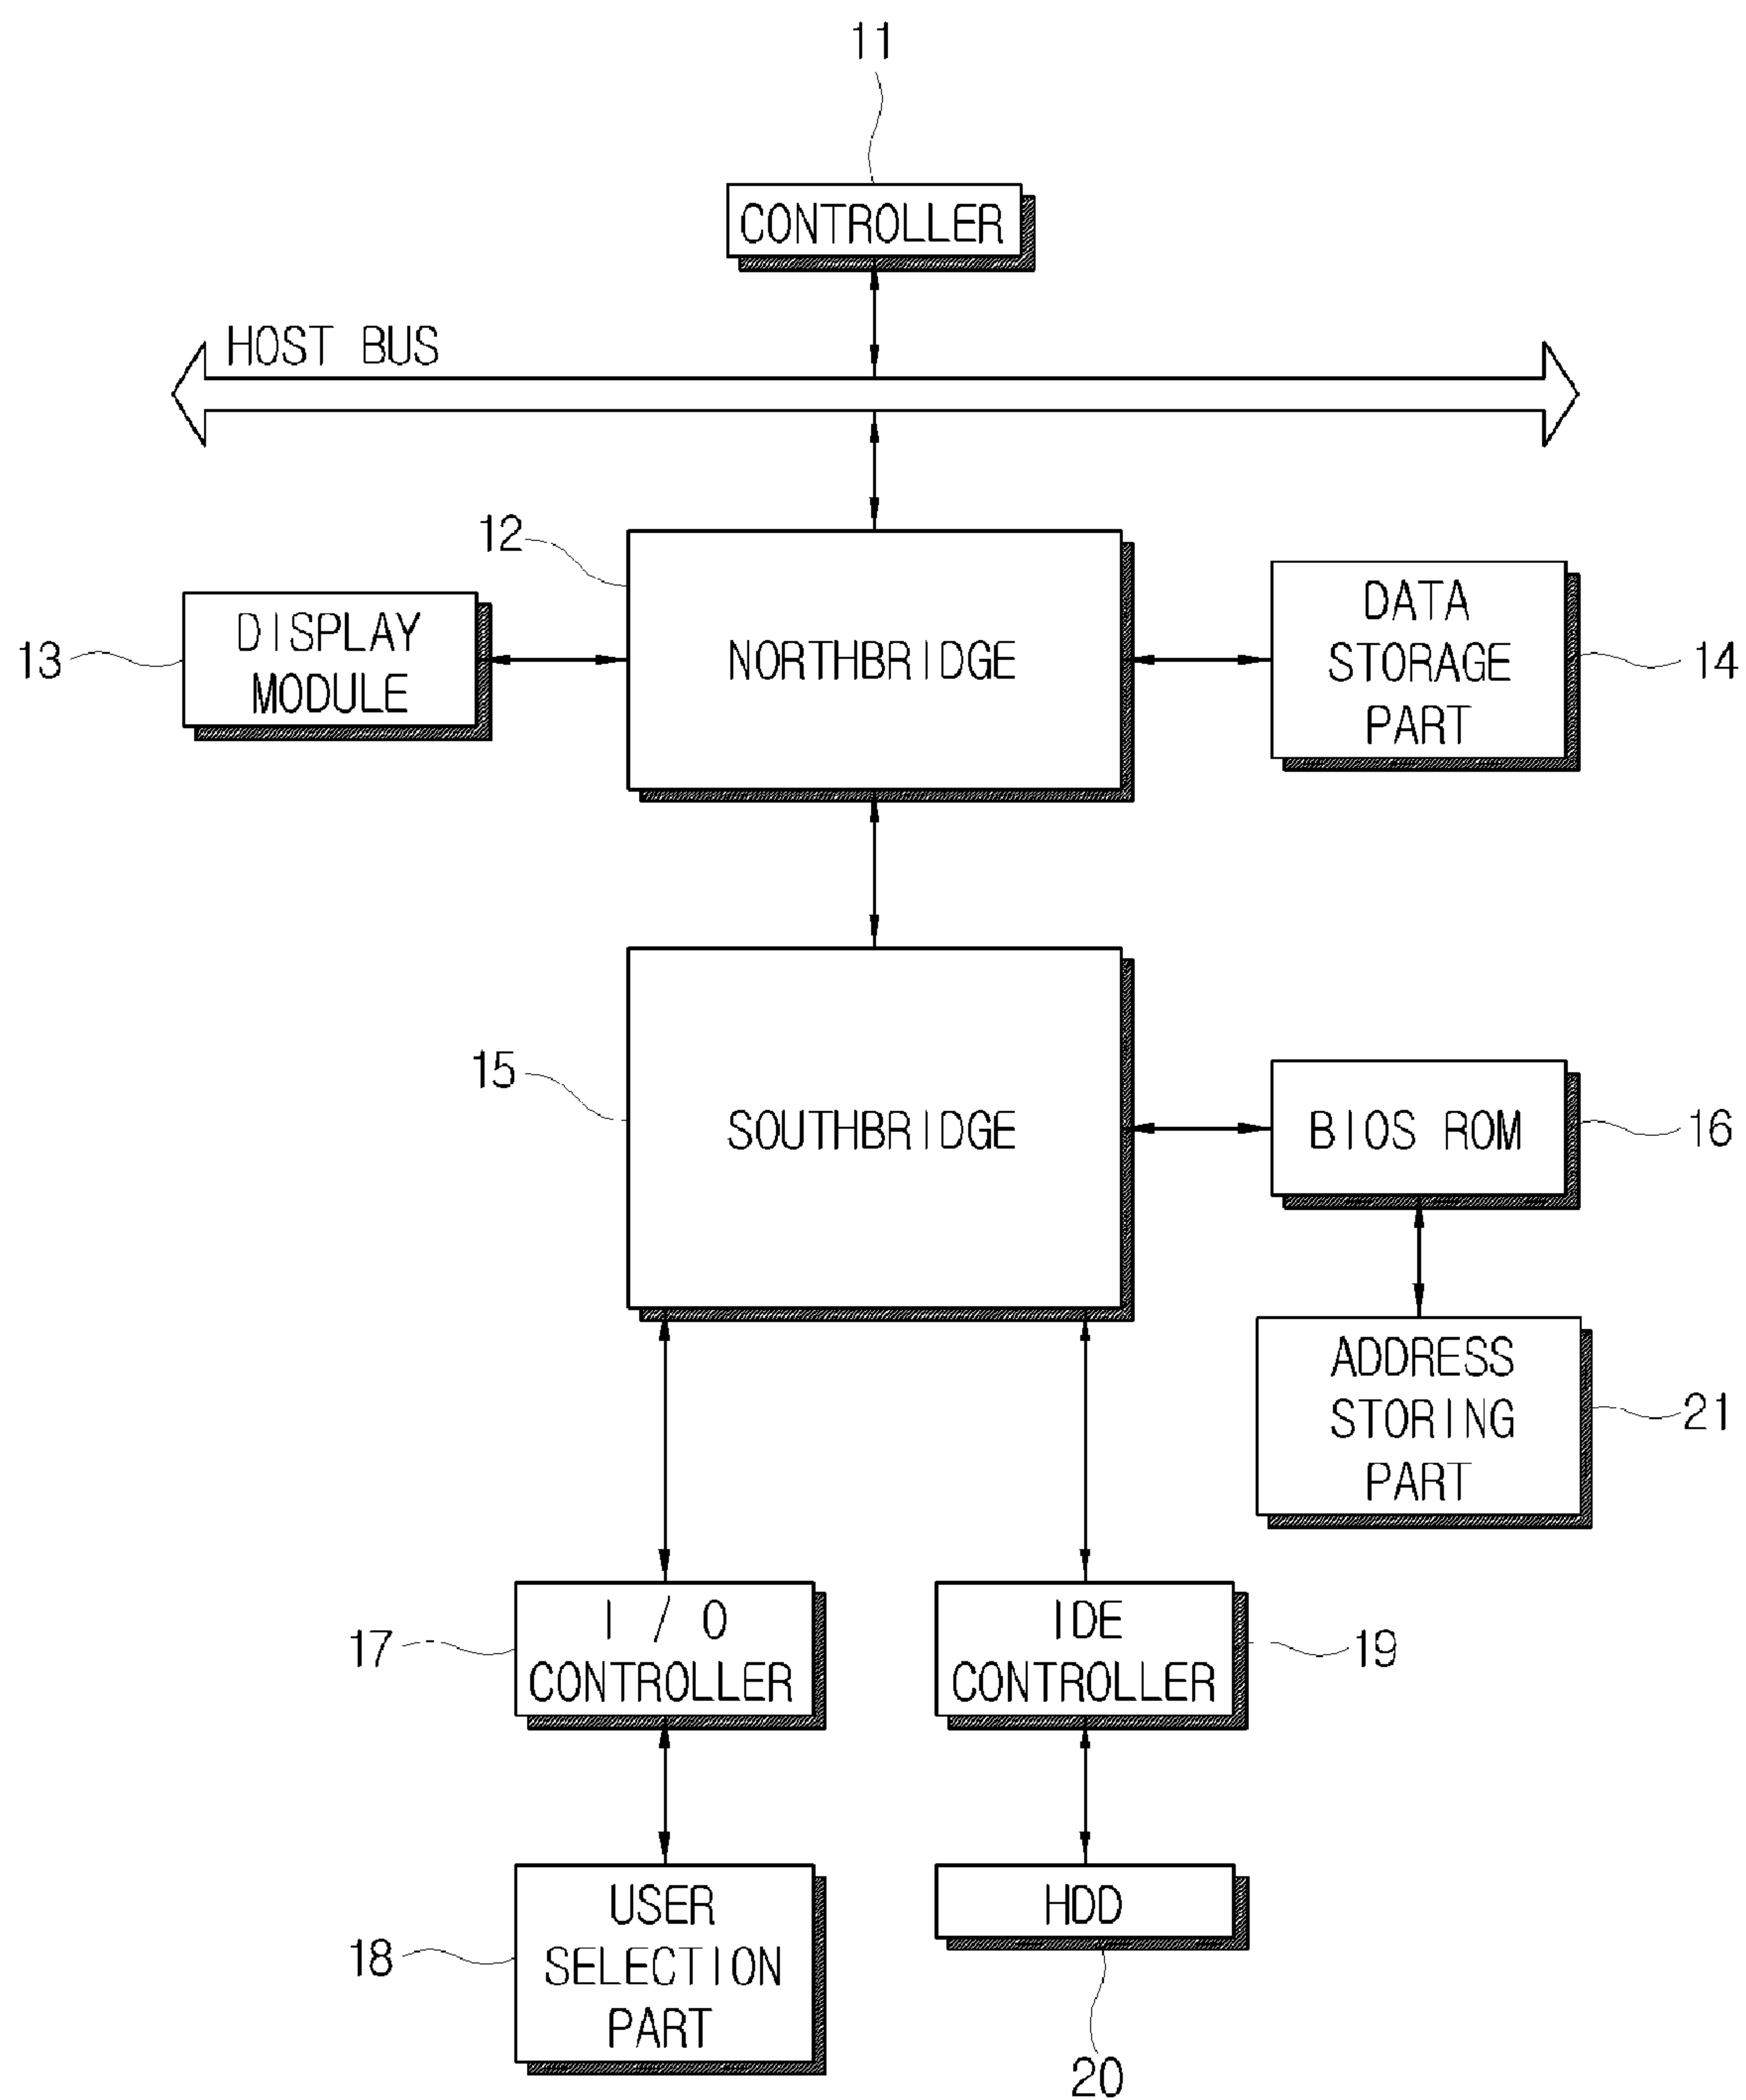 11
CONTROLLER
HOST BUS
12
13
DISPLAY
MODULE
NORTHBRIDGE
DATA
STORAGE
PART
14
15
SOUTHBRIDGE
BIOS ROM
16
ADDRESS
STORING
PART
21
17
I / O
CONTROLLER
IDE
CONTROLLER
19
18
USER
SELECTION
PART
HDD
20